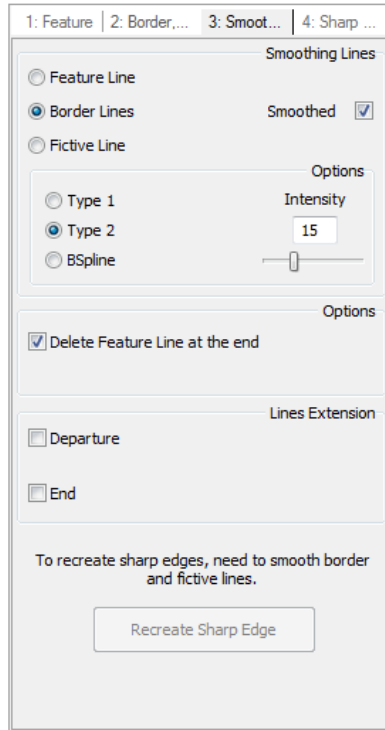 1: Feature 2: Border,... 3: Smoot... 4: Sharp ...
Smoothing Lines
Feature Line
Border Lines Smoothed
Fictive Line
Options
Type 1 Intensity
Type 2 15
BSpline
Options
Delete Feature Line at the end
Lines Extension
Departure
End
To recreate sharp edges, need to smooth border
and fictive lines.
Recreate Sharp Edge